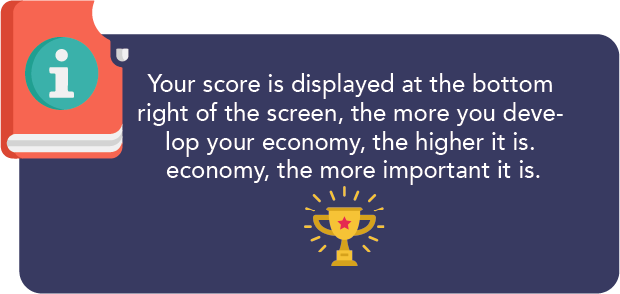 i
Your score is displayed at the bottom
right of the screen, the more you deve-
lop your economy, the higher it is.
economy, the more important it is.